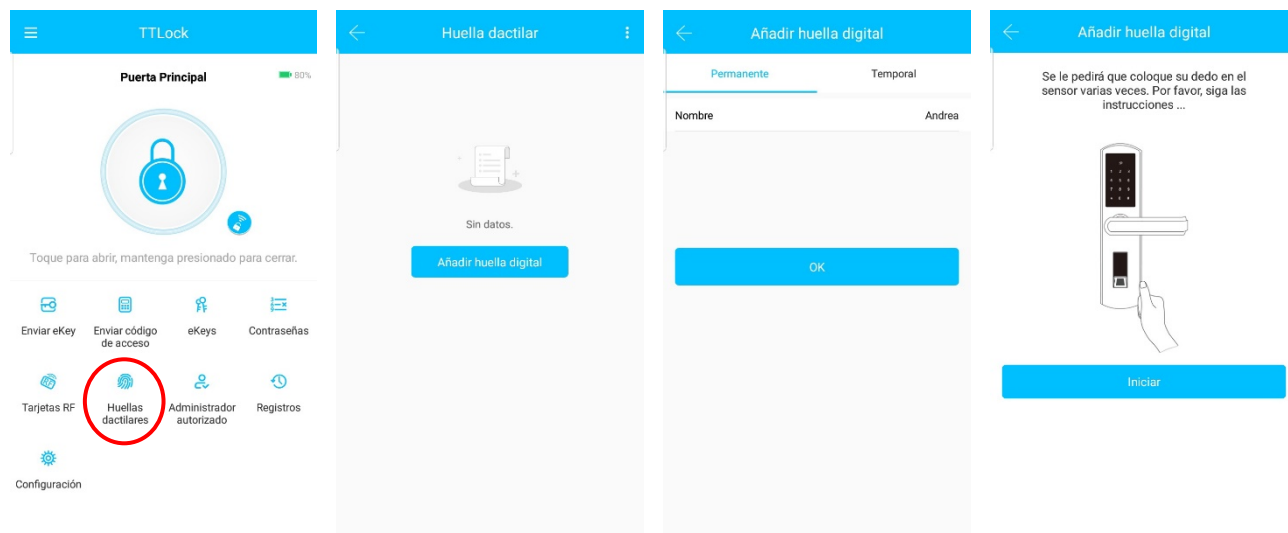 TTLock
Puerta Principal
80%
Toque para abrir, mantenga presionado para cerrar.
Enviar eKey
Enviar código
de acceso
eKeys
Contraseñas
Tarjetas RF
Huellas
dactilares
Administrador
autorizado
Registros
Configuración
Huella dactilar
Sin datos.
Añadir huella digital
Añadir huella digital
Permanente
Temporal
Nombre
Andrea
OK
Añadir huella digital
Se le pedirá que coloque su dedo en el
sensor varias veces. Por favor, siga las
instrucciones ...
Iniciar